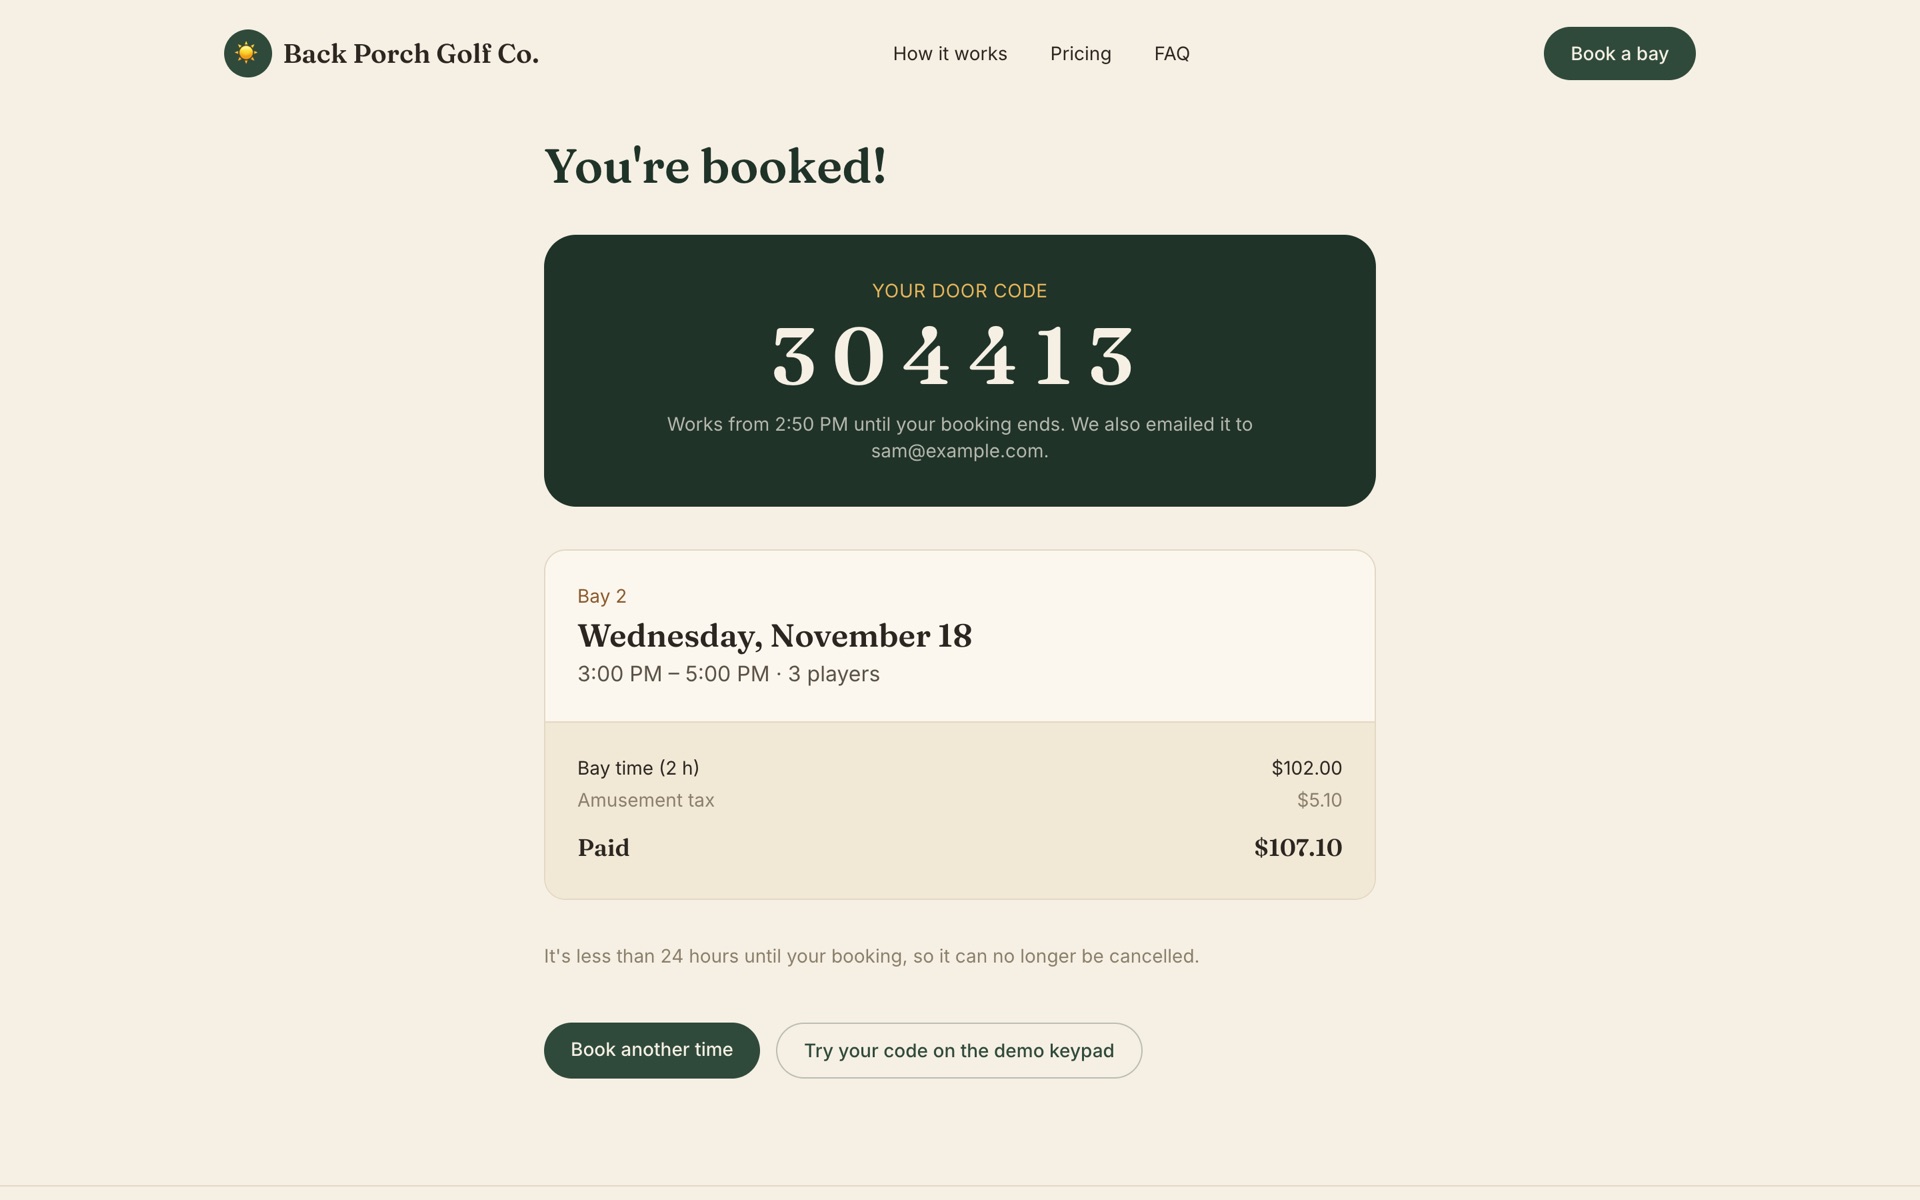 Back Porch Golf Co.
How it works
Pricing
FAQ
Book a bay
You're booked!
YOUR DOOR CODE
304413
Works from 2:50 PM until your booking ends. We also emailed it to
sam@example.com.
Bay 2
Wednesday, November 18
3:00 PM – 5:00 PM · 3 players
Bay time (2 h) $102.00
Amusement tax $5.10
Paid $107.10
It's less than 24 hours until your booking, so it can no longer be cancelled.
Book another time
Try your code on the demo keypad